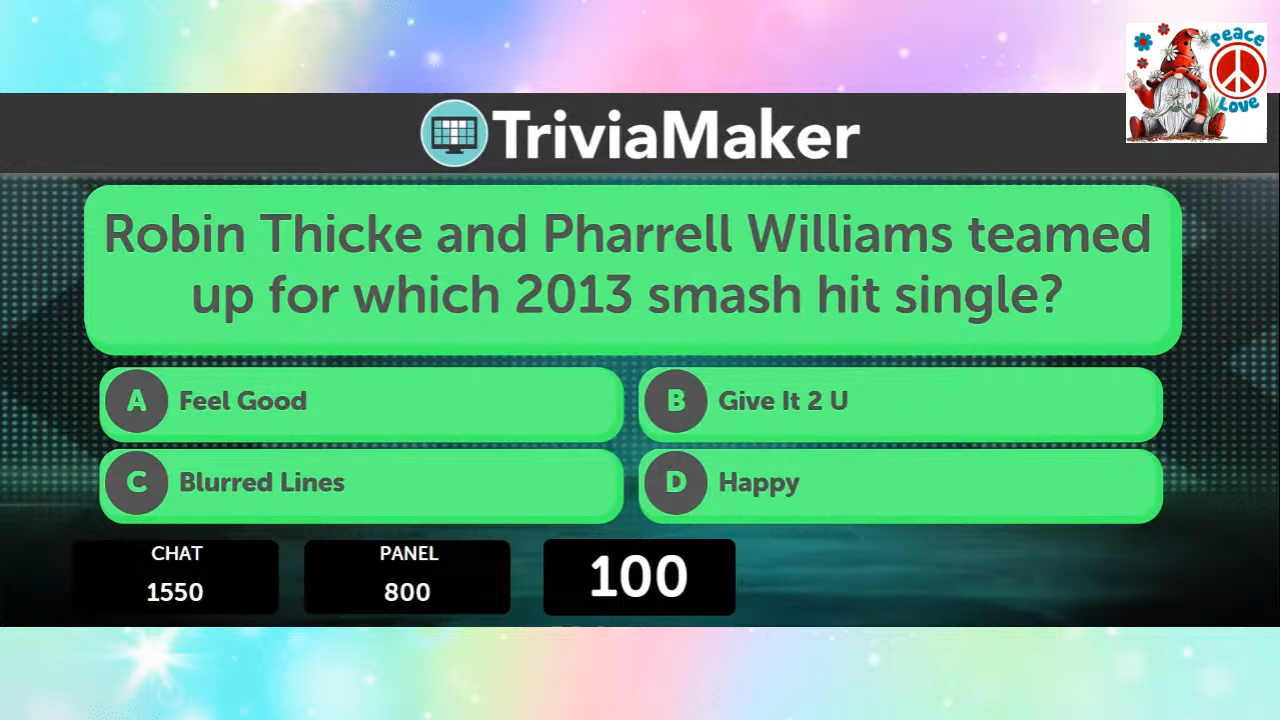 Peace
Love
TriviaMaker
Robin Thicke and Pharrell Williams teamed
up for which 2013 smash hit single?
A Feel Good
B Give It 2 U
C Blurred Lines
D Happy
CHAT
1550
PANEL
800
100